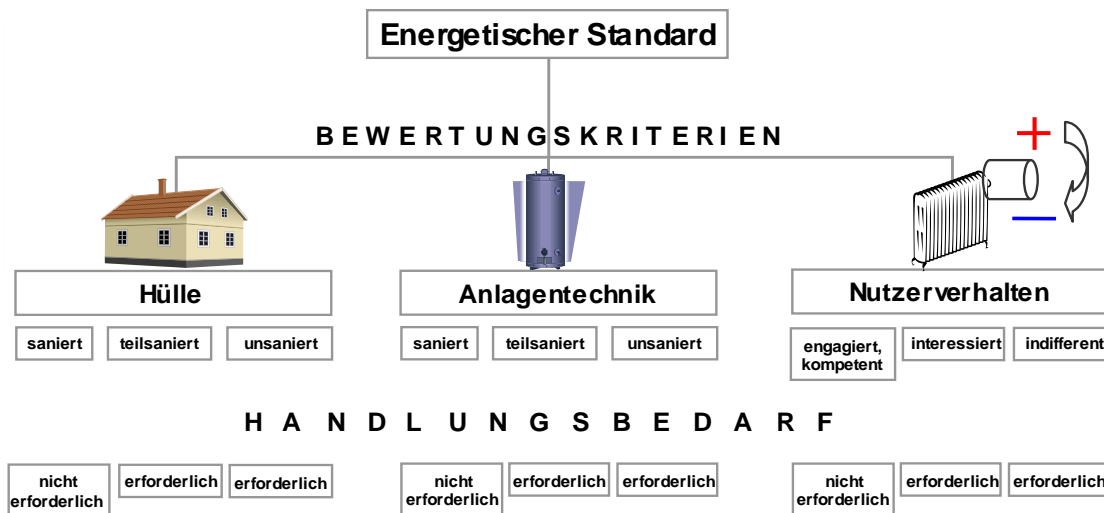 Energetischer Standard
BEWERTUNGSKRITERIEN
+
−
Hülle
Anlagentechnik
Nutzerverhalten
saniert
teilsaniert
unsaniert
saniert
teilsaniert
unsaniert
engagiert,
kompetent
interessiert
indifferent
HANDLUNGSBEDARF
nicht
erforderlich
erforderlich
erforderlich
nicht
erforderlich
erforderlich
erforderlich
nicht
erforderlich
erforderlich
erforderlich